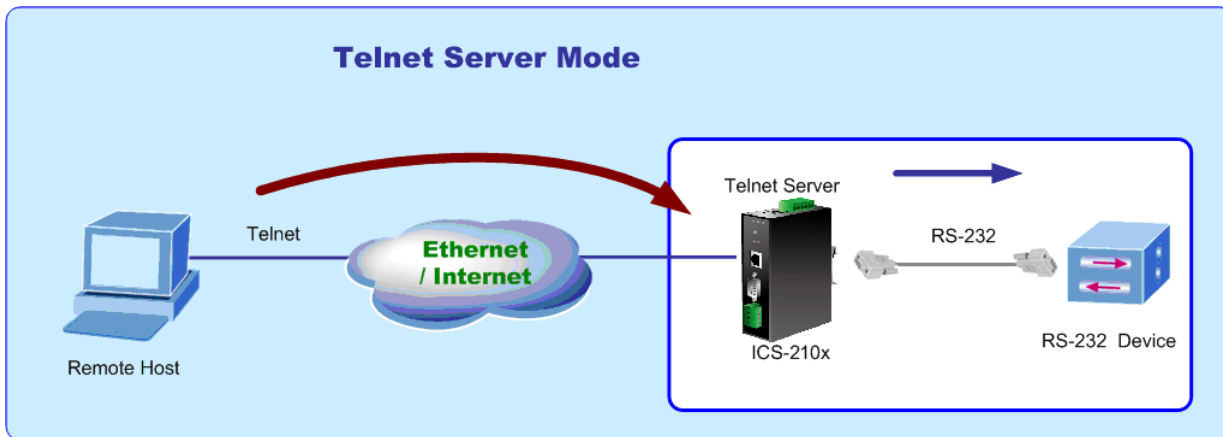 Telnet Server Mode
Telnet Server
Telnet
Ethernet
/ Internet
RS-232
Remote Host
ICS-210x
RS-232 Device